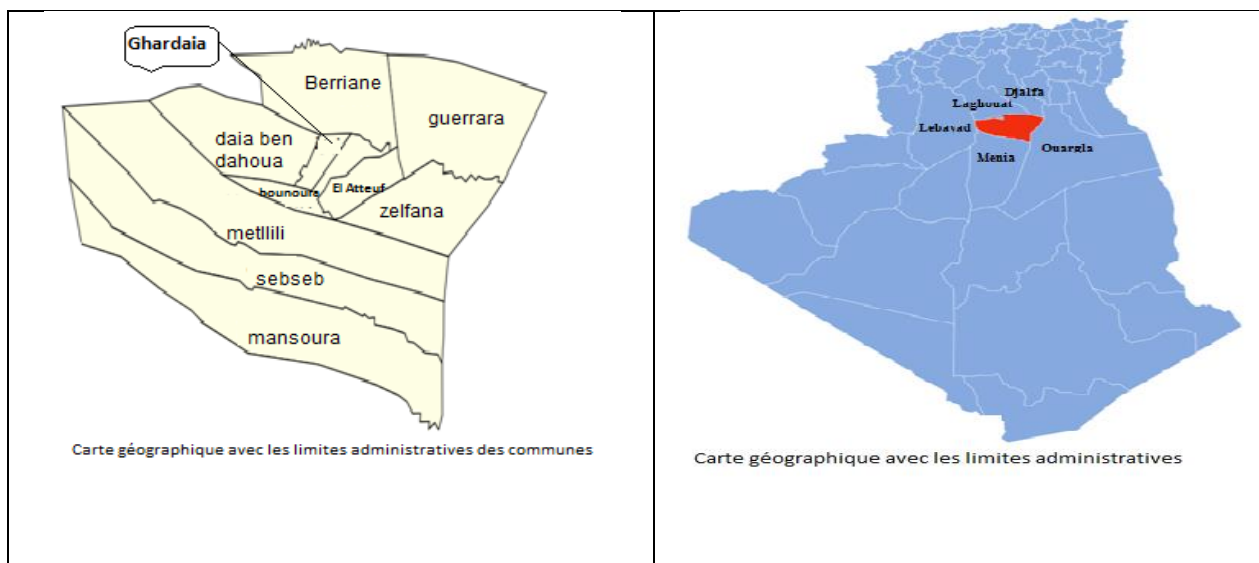 Ghardaia
Berriane
guerrara
daia ben
dahoua
bounoura
El Atteuf
zelfana
metllili
sebseb
mansoura
Carte géographique avec les limites administratives des communes
Djalfa
Laghouat
Lebayad
Menia
Ouargla
Carte géographique avec les limites administratives